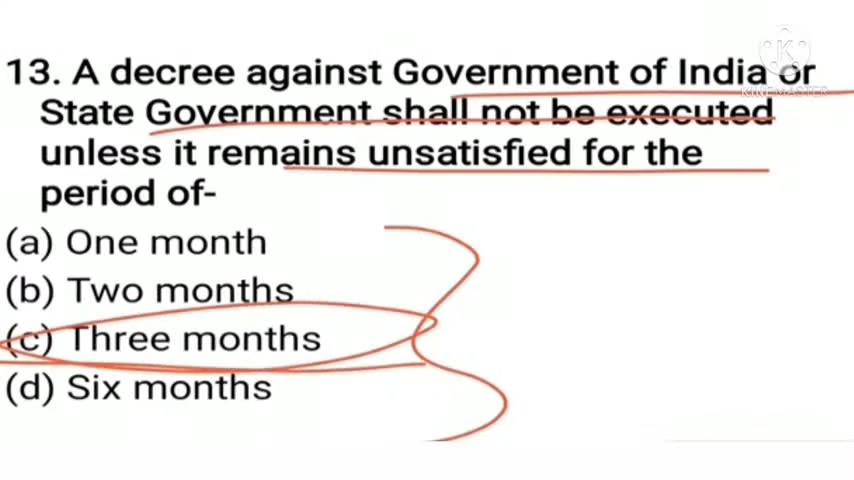 13. A decree against Government of India or
KINEMASTER
State Government shall not be executed
unless it remains unsatisfied for the
period of-
(a) One month
(b) Two months
(c) Three months
(d) Six months